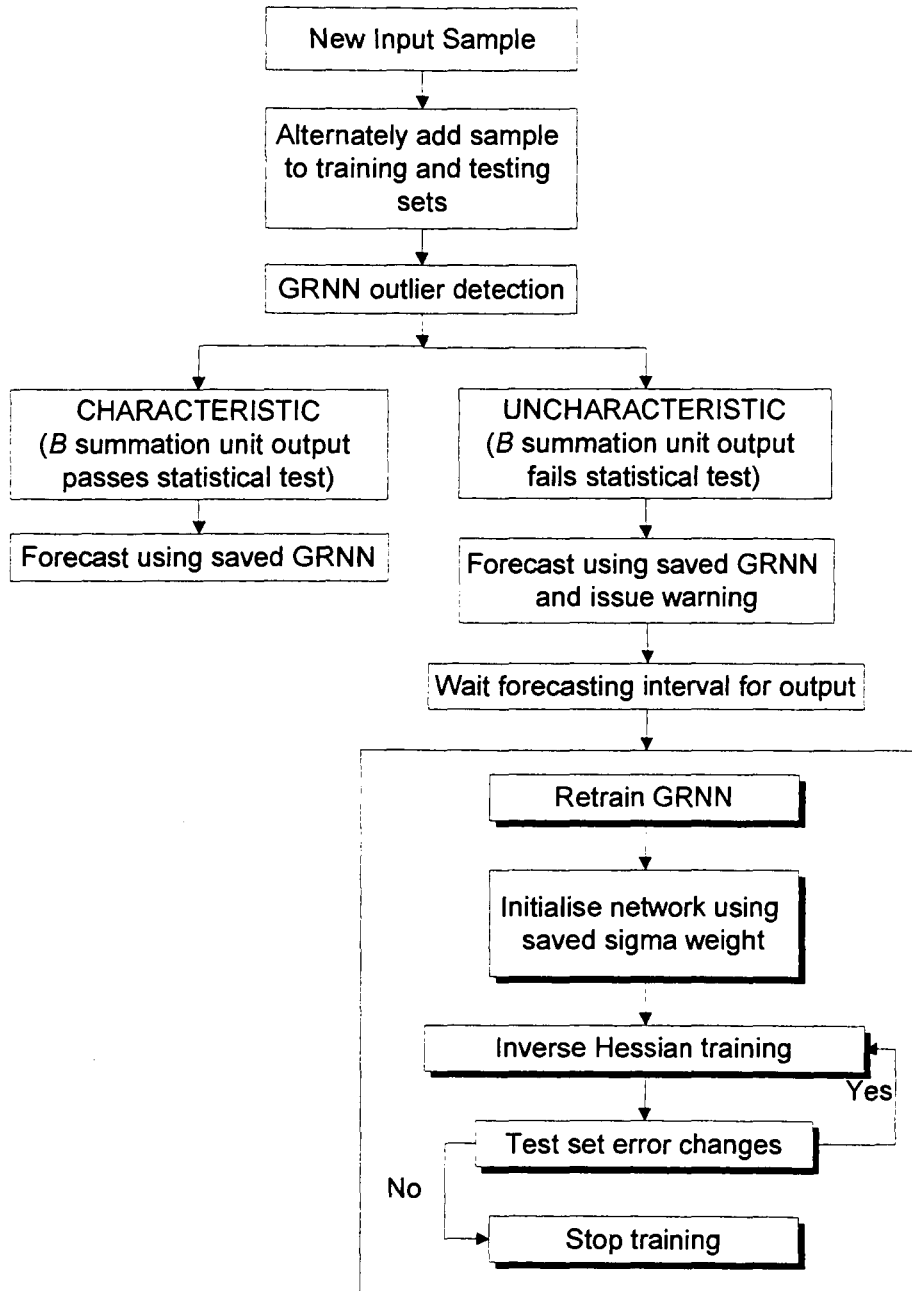 New Input Sample
Alternately add sample
to training and testing
sets
GRNN outlier detection
CHARACTERISTIC
(B summation unit output
passes statistical test)
Forecast using saved GRNN
UNCHARACTERISTIC
(B summation unit output
fails statistical test)
Forecast using saved GRNN
and issue warning
Wait forecasting interval for output
Retrain GRNN
Initialise network using
saved sigma weight
Inverse Hessian training
Yes
Test set error changes
No
Stop training